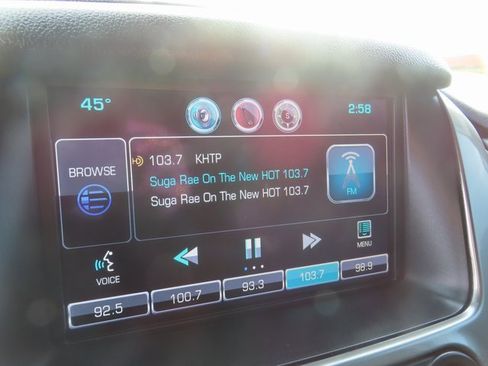 45° 2:58
S
BROWSE
103.7 KHTP
Suga Rae On The New HOT 103.7
Suga Rae On The New HOT 103.7
FM
VOICE
MENU
92.5 100.7 93.3 103.7 98.9